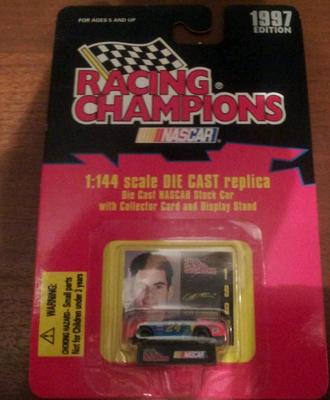 FOR AGES 5 AND UP
1997
EDITION
RACING
CHAMPIONS®
NASCAR
1:144 scale DIE CAST replica
Die Cast NASCAR Stock Car
with Collector Card and Display Stand
WARNING:
CHOKING HAZARD- Small parts
Not for Children under 3 years
24
NASCAR